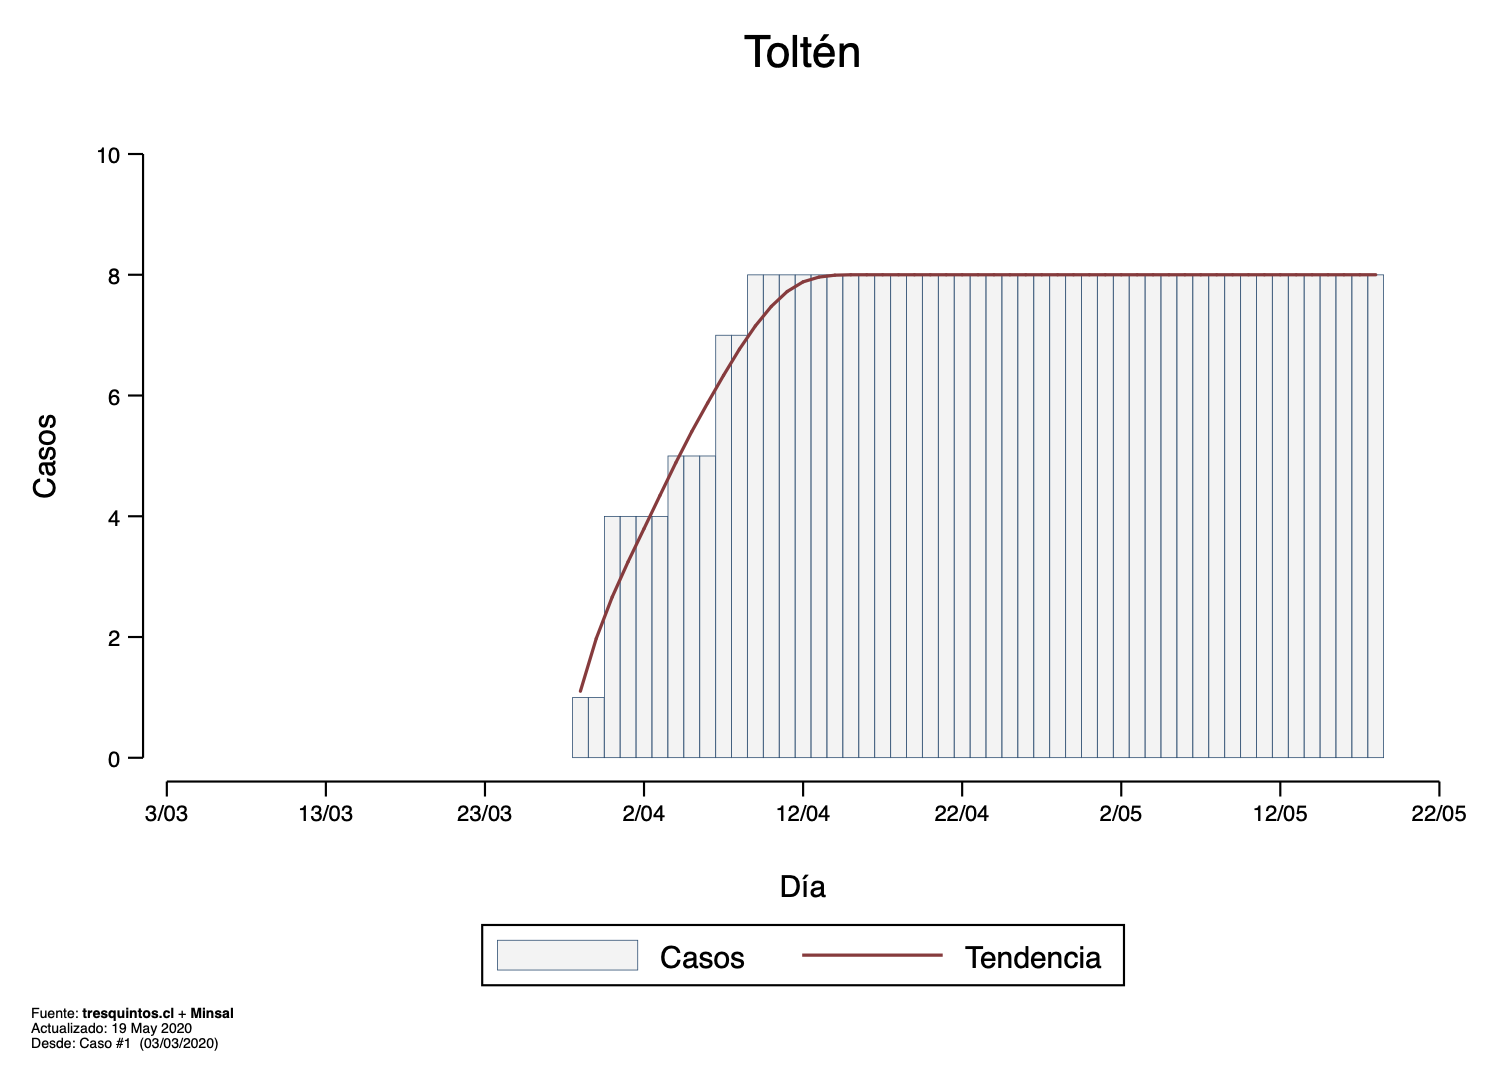 Toltén
10
8
6
4
2
0
Casos
3/03 13/03 23/03 2/04 12/04 22/04 2/05 12/05 22/05
Día
Casos Tendencia
Fuente: tresquintos.cl + Minsal
Actualizado: 19 May 2020
Desde: Caso #1 (03/03/2020)